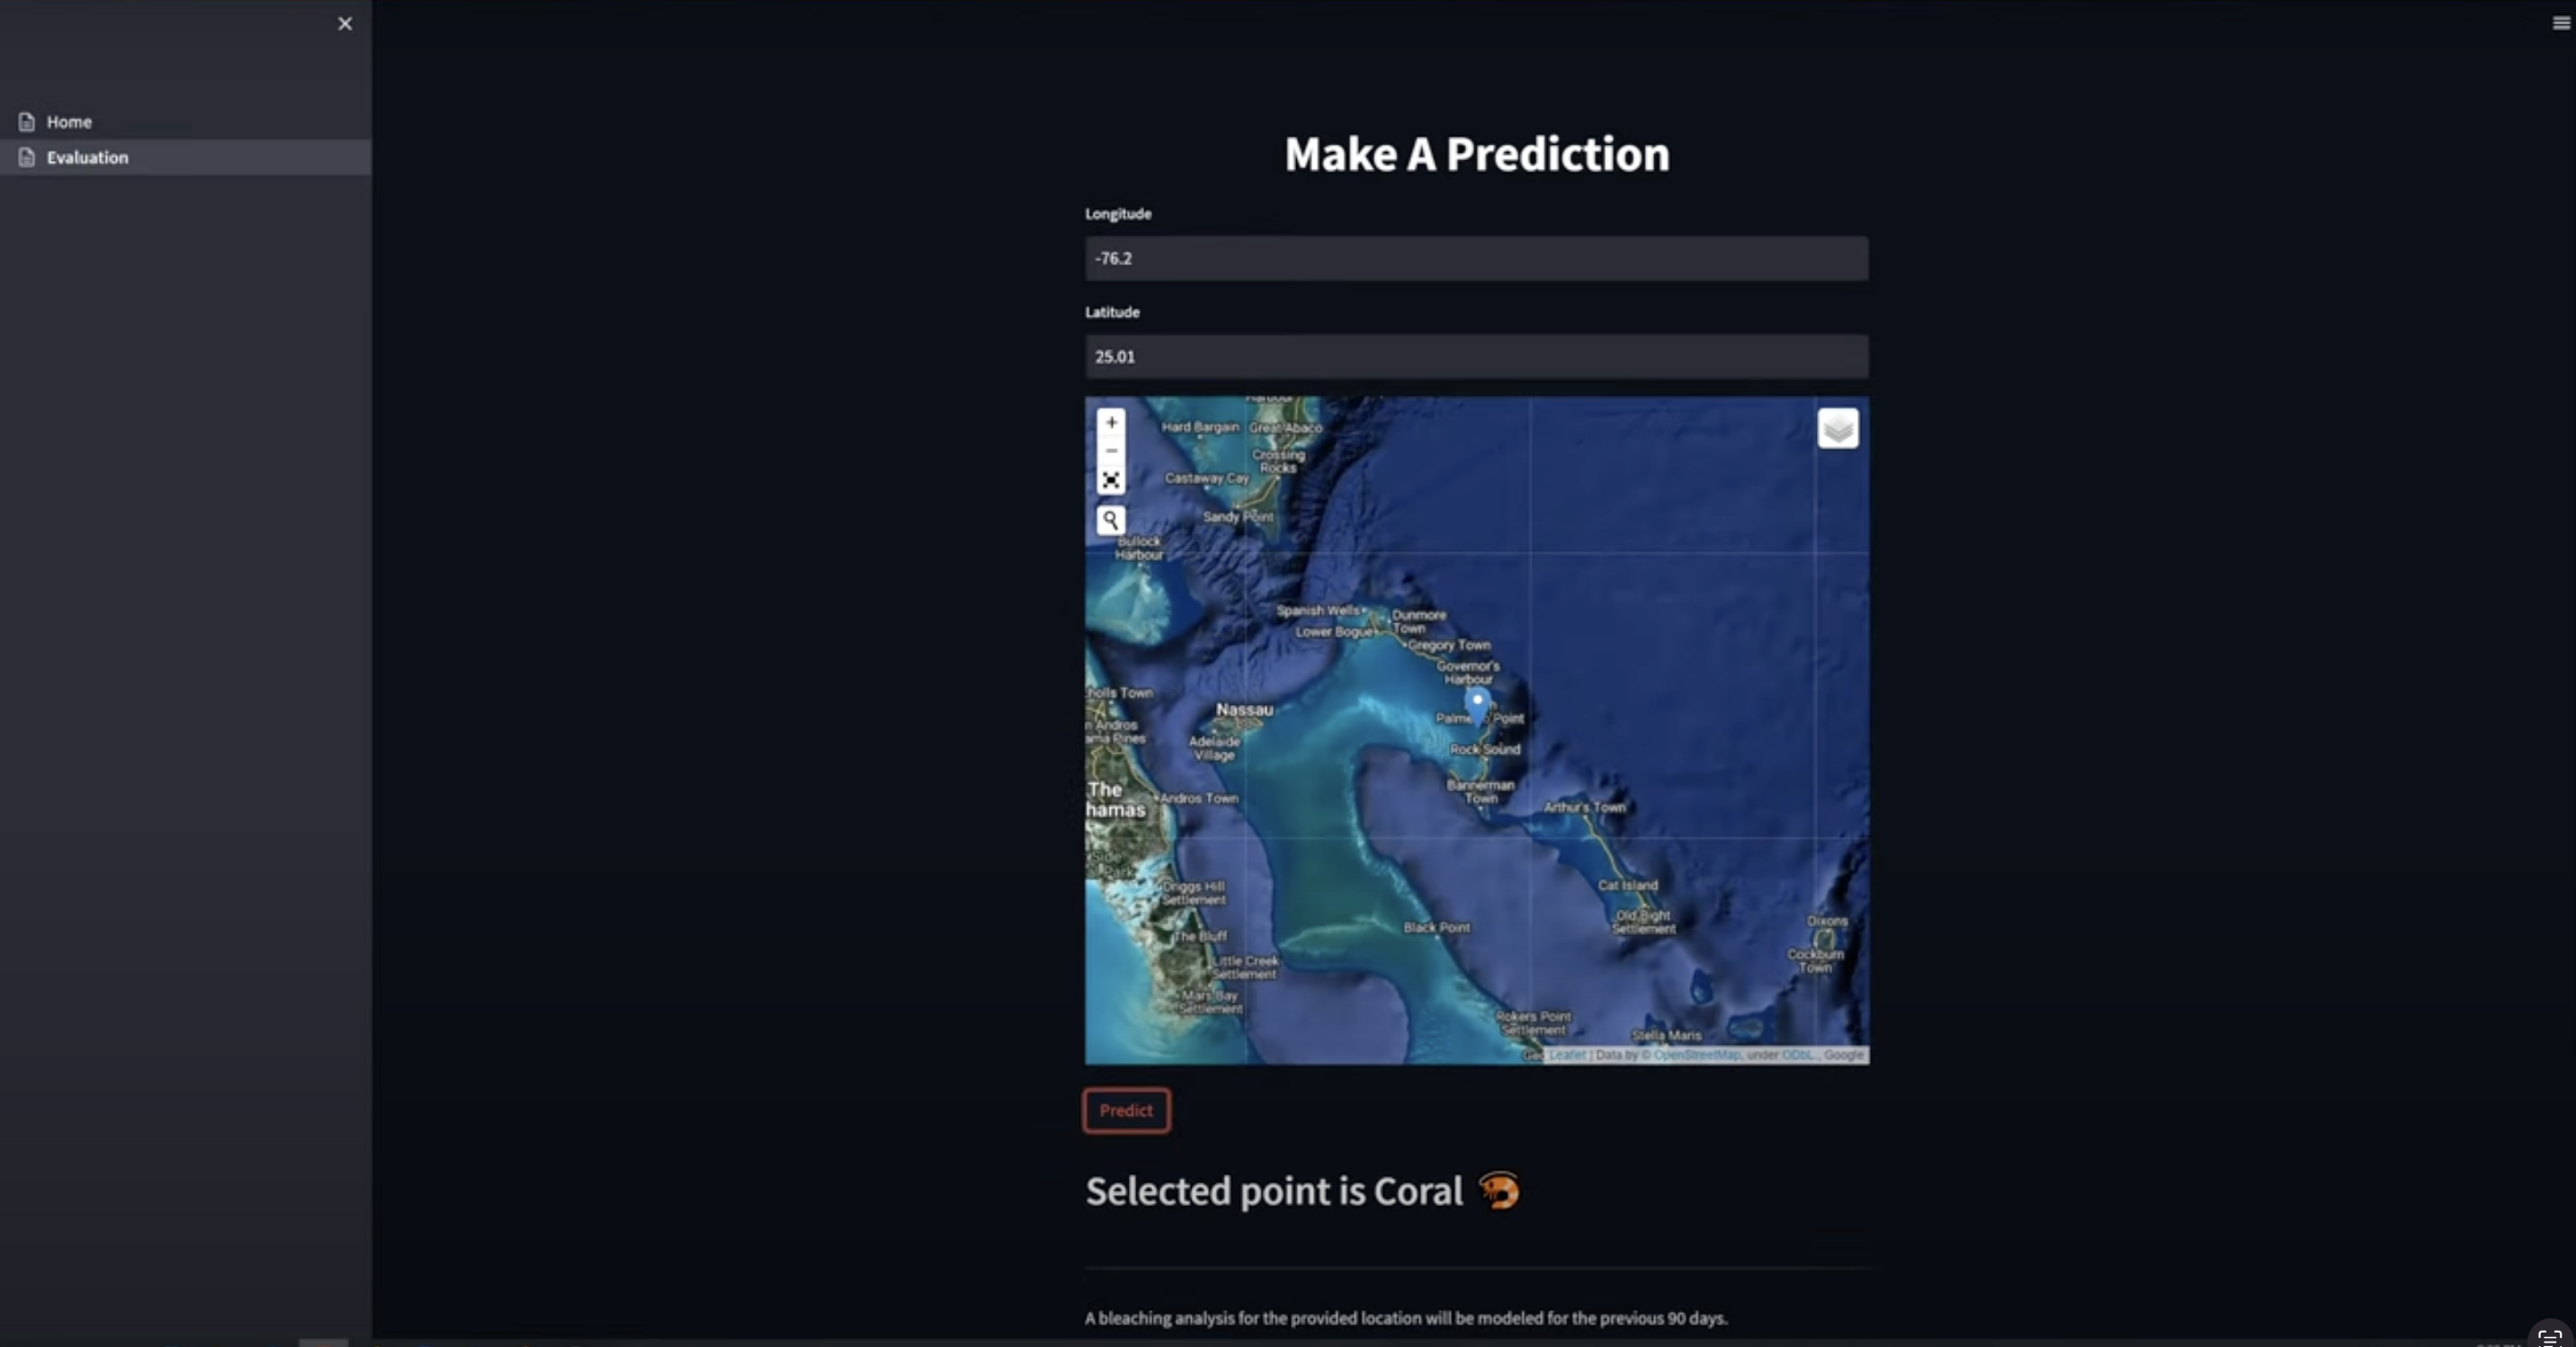 Home
Evaluation
Make A Prediction
Longitude
-76.2
Latitude
25.01
+
−
Hard Bargain
Great Abaco
Crossing
Rocks
Castaway Cay
Sandy Point
Bullock
Harbour
Spanish Wells
Dunmore
Town
Lower Bogue
Gregory Town
Governor's
Harbour
Nassau
Point
Adelaide
Village
Rock Sound
Bannerman
Town
The
hamas
Andros Town
Arthur's Town
Driggs Hill
Settlement
Cat Island
Old Bight
Settlement
Black Point
Dixons
The Bluff
Cockburn
Town
Little Creek
Settlement
Mars Bay
Settlement
Rokers Point
Settlement
Stella Maris
Leaflet | Data by © OpenStreetMap, under ODbL., Google
Predict
Selected point is Coral
A bleaching analysis for the provided location will be modeled for the previous 90 days.